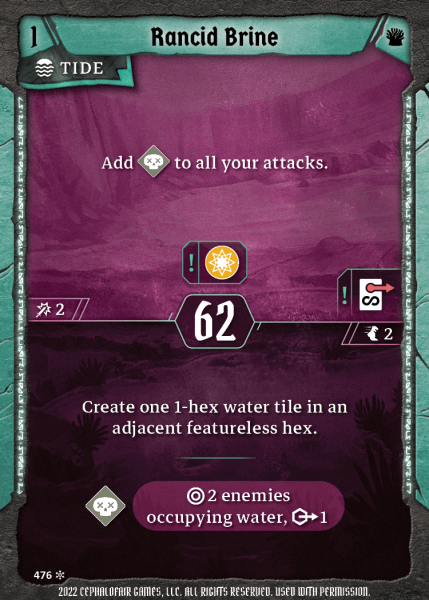 1
Rancid Brine
TIDE
Add to all your attacks.
!
!
2
62
2
Create one 1-hex water tile in an
adjacent featureless hex.
2 enemies
occupying water, 1
476
2022 CEPHALOFAIR GAMES, LLC. ALL RIGHTS RESERVED. USED WITH PERMISSION.